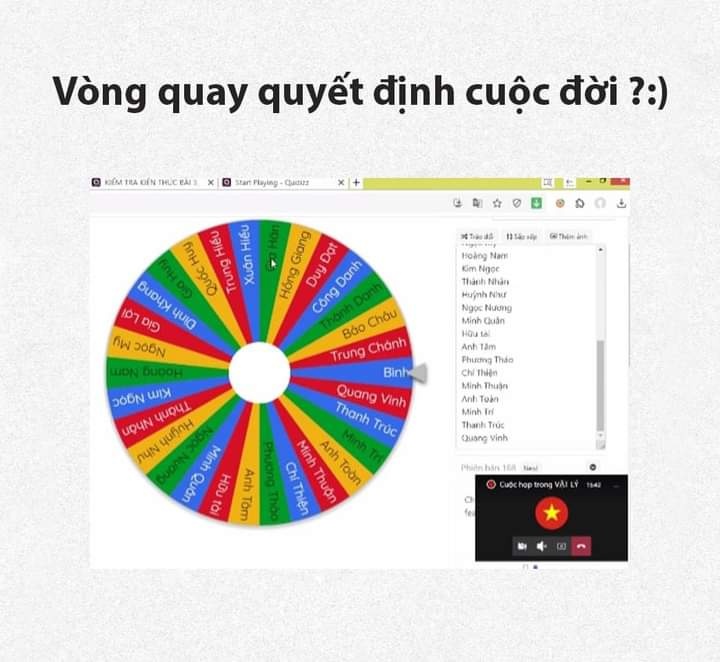 Vòng quay quyết định cuộc đời ?:)
KIỂM TRA KIẾN THỨC BÀI 1
Start Playing - Quizizz
Tráo đổi
Sắp xếp
Thêm ảnh
Hoàng Nam
Kim Ngọc
Thành Nhân
Huỳnh Như
Ngọc Nương
Minh Quân
Hữu tài
Anh Tâm
Phương Thảo
Chí Thiện
Minh Thuận
Anh Toàn
Minh Trí
Thanh Trúc
Quang Vinh
Phiên bản 168
New!
Cuộc họp trong VẬT LÝ 15:42
Xuân Hiếu
Hân
Hồng Giang
Duy Đạt
Công Danh
Thành Danh
Bảo Châu
Trung Chánh
Bình
Quang Vinh
Thanh Trúc
Minh Trí
Anh Toàn
Minh Thuận
Chí Thiện
Phương Thảo
Anh Tâm
Hữu tài
Minh Quân
Ngọc Nương
Huỳnh Như
Thành Nhân
Kim Ngọc
Hoàng Nam
Ngọc My
Gia Lợi
Đình Khang
Gia Huy
Quốc Huy
Trung Hiếu